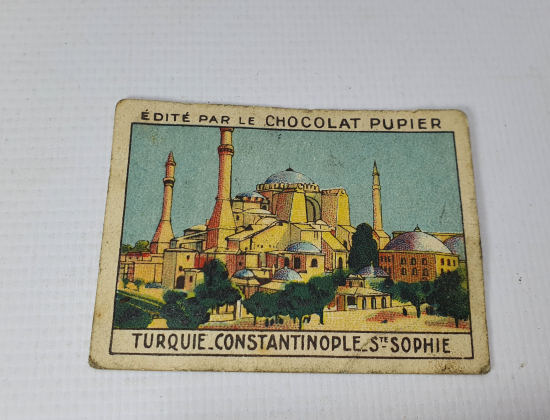 ÉDITÉ PAR LE CHOCOLAT PUPIER
TURQUIE_CONSTANTINOPLE_STE SOPHIE